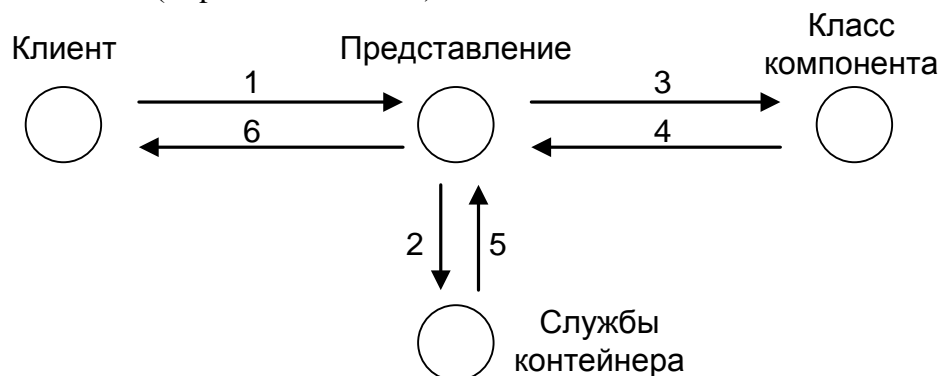 Класс
Клиент Представление компонента
1 3
6 4
2 5
Службы
контейнера